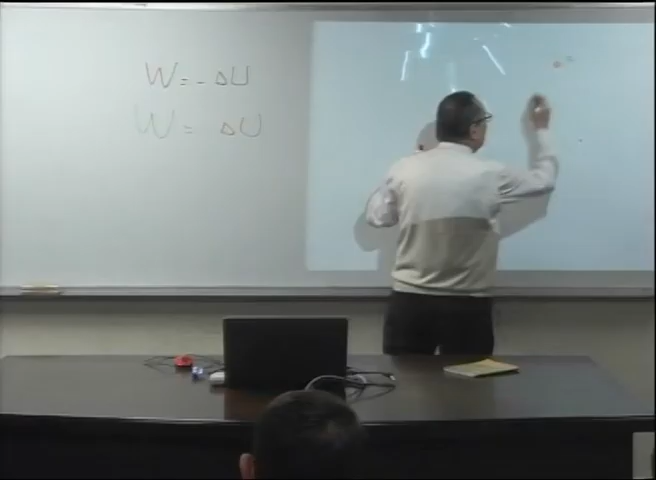 W = - ΔU
W = ΔU